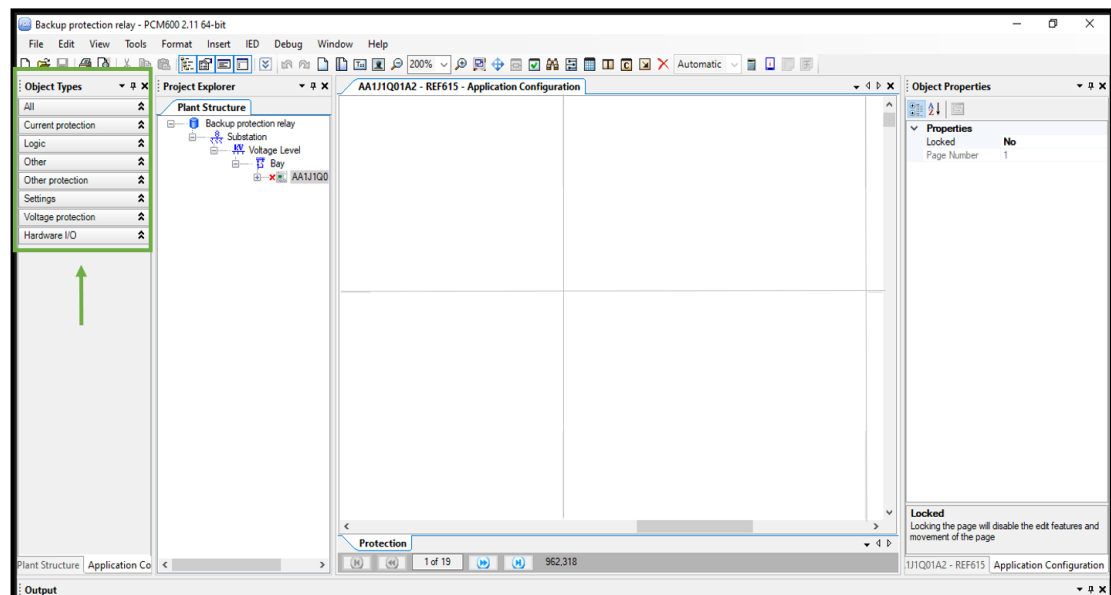 Backup protection relay - PCM600 2.11 64-bit
File Edit View Tools Format Insert IED Debug Window Help
200% Automatic
Object Types
All
Current protection
Logic
Other
Other protection
Settings
Voltage protection
Hardware I/O
Plant Structure Application Co
Project Explorer
Plant Structure
Backup protection relay
Substation
Voltage Level
Bay
AA1J1Q0
AA1J1Q01A2 - REF615 - Application Configuration
Protection
1 of 19 962,318
Object Properties
Properties
Locked No
Page Number 1
Locked
Locking the page will disable the edit features and
movement of the page
1J1Q01A2 - REF615 Application Configuration
Output